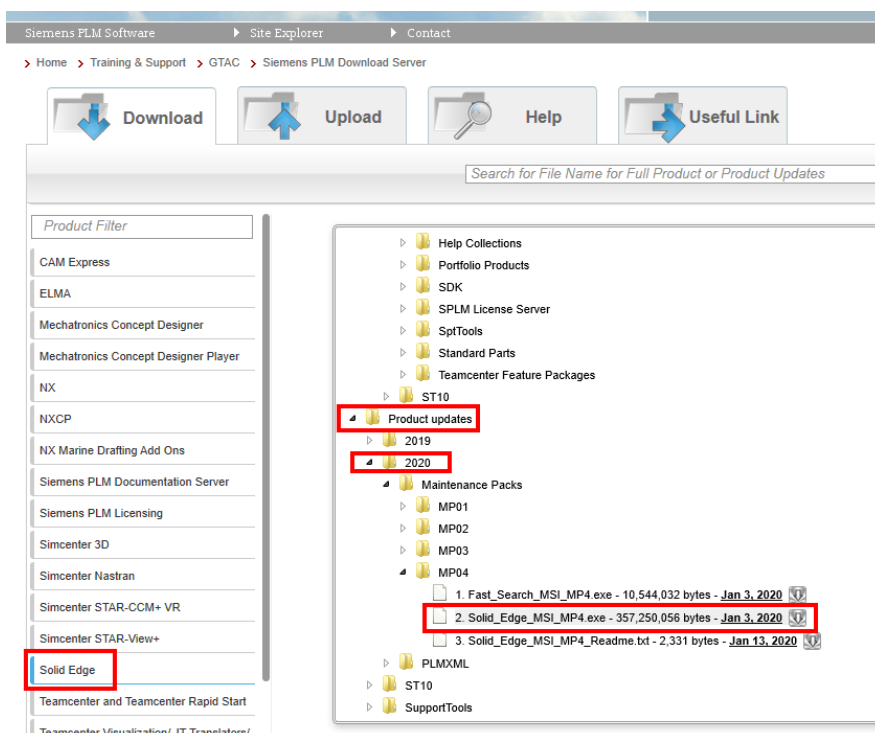 Siemens PLM Software Site Explorer Contact
Home Training & Support GTAC Siemens PLM Download Server
Download Upload Help Useful Link
Search for File Name for Full Product or Product Updates
Product Filter
CAM Express
ELMA
Mechatronics Concept Designer
Mechatronics Concept Designer Player
NX
NXCP
NX Marine Drafting Add Ons
Siemens PLM Documentation Server
Siemens PLM Licensing
Simcenter 3D
Simcenter Nastran
Simcenter STAR-CCM+ VR
Simcenter STAR-View+
Solid Edge
Teamcenter and Teamcenter Rapid Start
Teamcenter Visualization/ JT Translators/
Help Collections
Portfolio Products
SDK
SPLM License Server
SptTools
Standard Parts
Teamcenter Feature Packages
ST10
Product updates
2019
2020
Maintenance Packs
MP01
MP02
MP03
MP04
1. Fast_Search_MSI_MP4.exe - 10,544,032 bytes - Jan 3, 2020
2. Solid_Edge_MSI_MP4.exe - 357,250,056 bytes - Jan 3, 2020
3. Solid_Edge_MSI_MP4_Readme.txt - 2,331 bytes - Jan 13, 2020
PLMXML
ST10
SupportTools